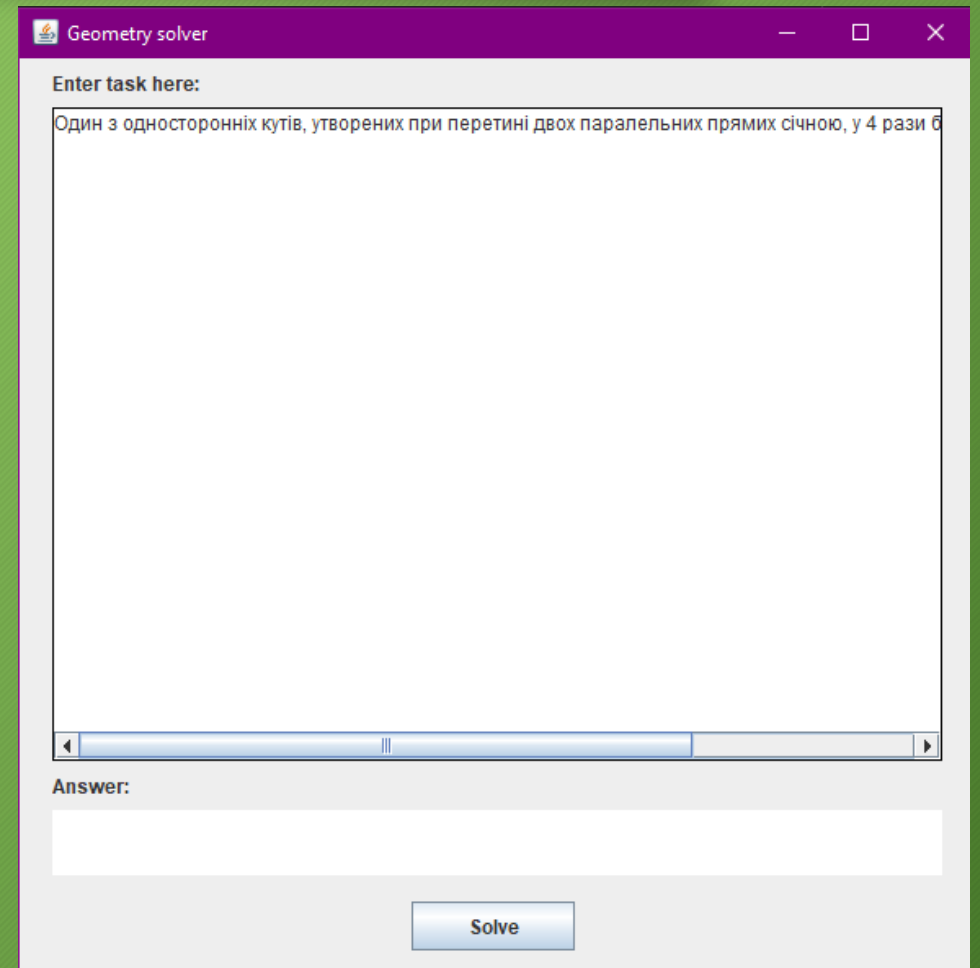 Geometry solver
Enter task here:
Один з односторонніх кутів, утворених при перетині двох паралельних прямих січною, у 4 рази б
Answer:
Solve